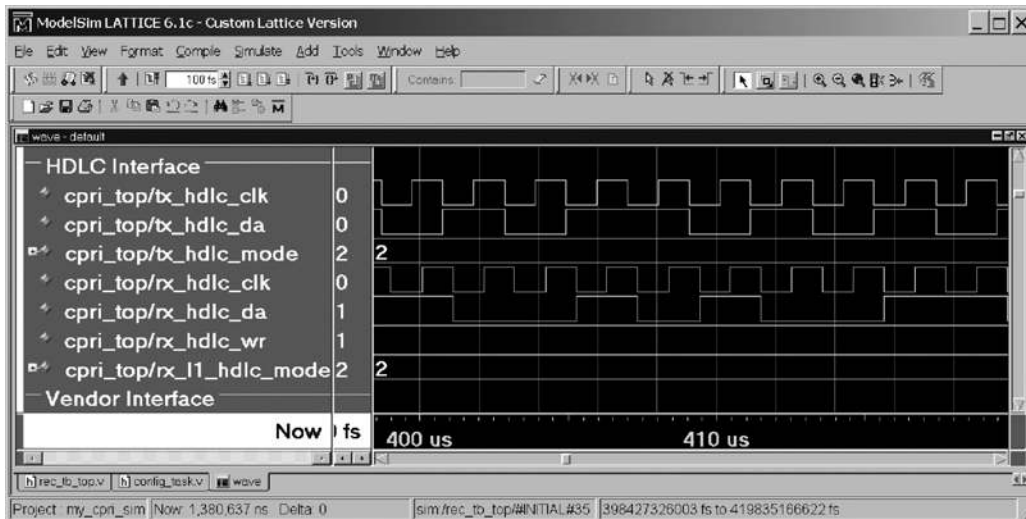 ModelSim LATTICE 6.1c - Custom Lattice Version
File Edit View Format Compile Simulate Add Tools Window Help
100 fs Contains:
wave - default
HDLC Interface
cpri_top/tx_hdlc_clk 0
cpri_top/tx_hdlc_da 0
cpri_top/tx_hdlc_mode 2 2
cpri_top/rx_hdlc_clk 0
cpri_top/rx_hdlc_da 1
cpri_top/rx_hdlc_wr 1
cpri_top/rx_l1_hdlc_mode 2 2
Vendor Interface
Now ) fs 400 us 410 us
rec_tb_top.v config_task.v wave
Project : my_cpri_sim Now: 1,380,637 ns Delta: 0 sim:/rec_tb_top/#INITIAL#35 398427326003 fs to 419835166622 fs